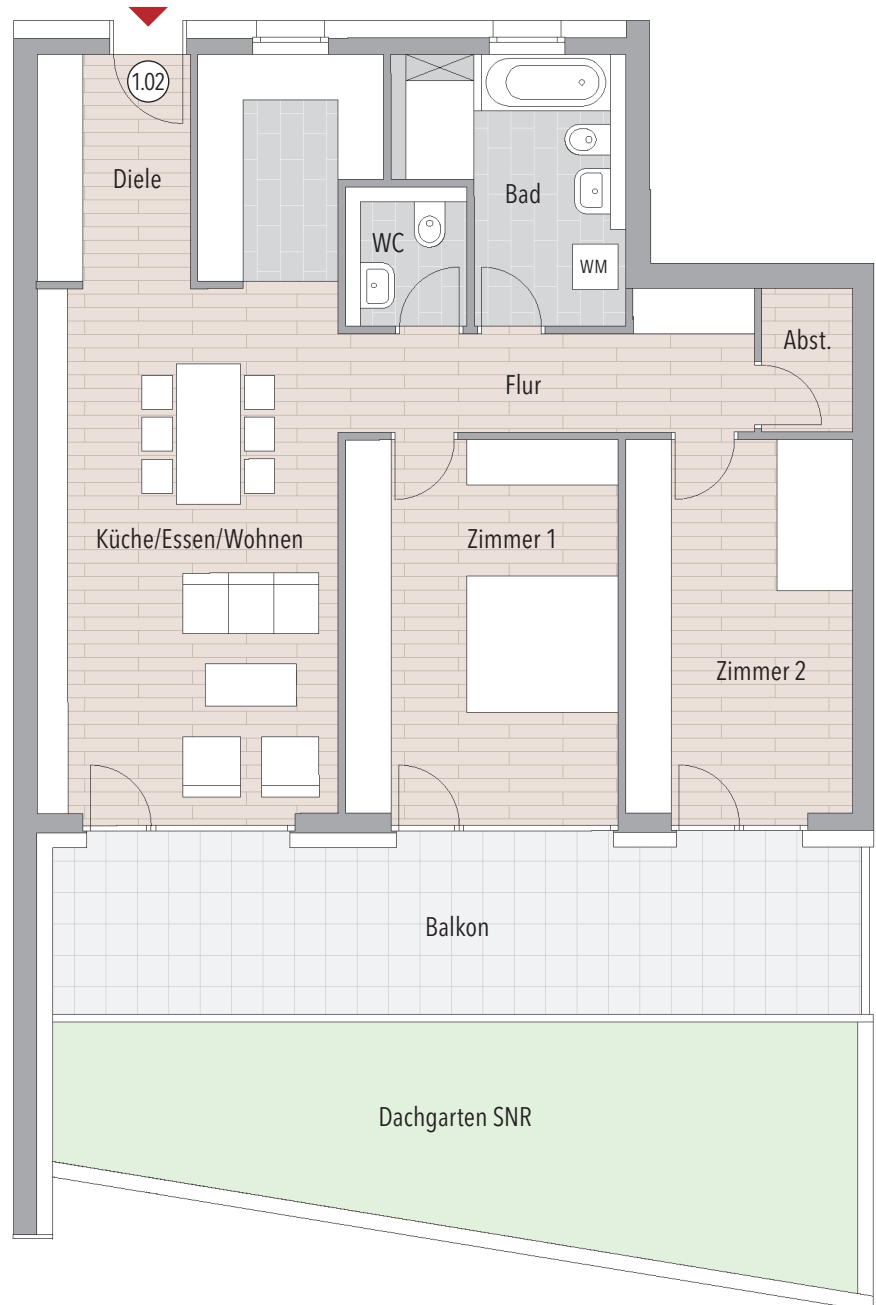 1.02
Diele
Bad
WC
WM
Abst.
Flur
Küche/Essen/Wohnen
Zimmer 1
Zimmer 2
Balkon
Dachgarten SNR